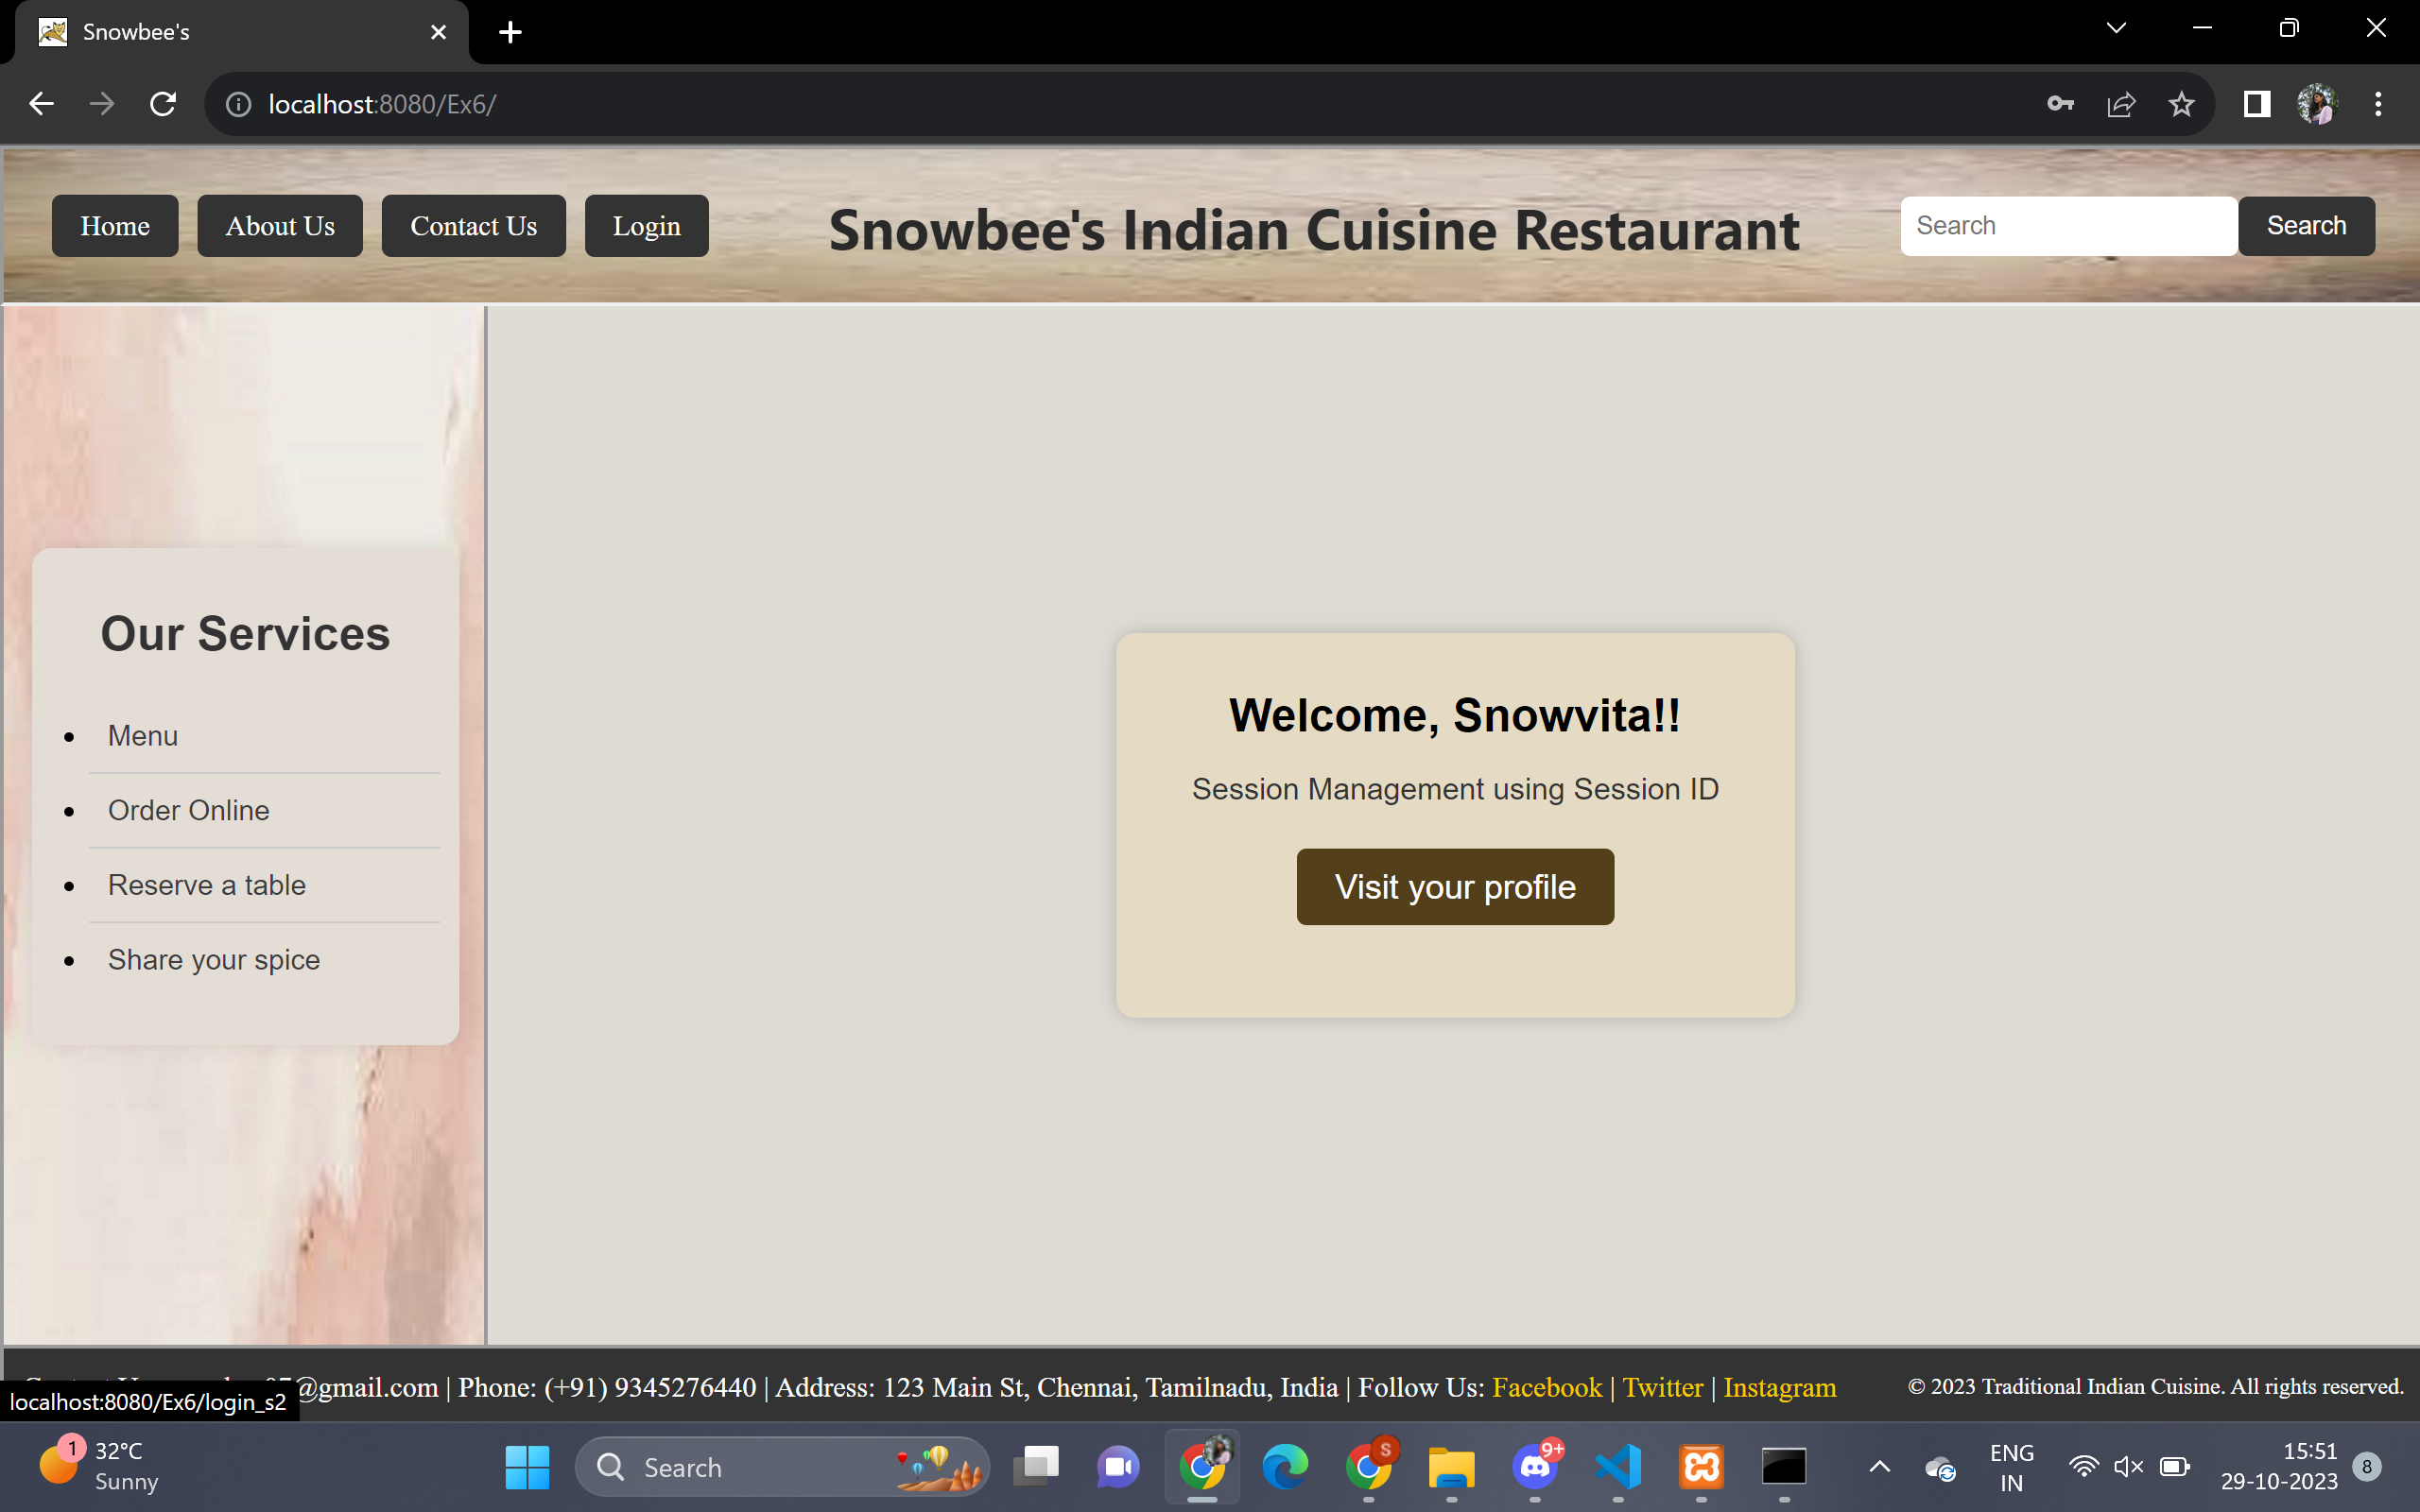 Snowbee's
localhost:8080/Ex6/
Home About Us Contact Us Login
Snowbee's Indian Cuisine Restaurant
Search Search
Our Services
Menu
Order Online
Reserve a table
Share your spice
Welcome, Snowvita!!
Session Management using Session ID
Visit your profile
@gmail.com | Phone: (+91) 9345276440 | Address: 123 Main St, Chennai, Tamilnadu, India | Follow Us: Facebook | Twitter | Instagram
© 2023 Traditional Indian Cuisine. All rights reserved.
localhost:8080/Ex6/login_s2
1
32°C
Sunny
Search
S
9+
ENG
IN
15:51
29-10-2023
8